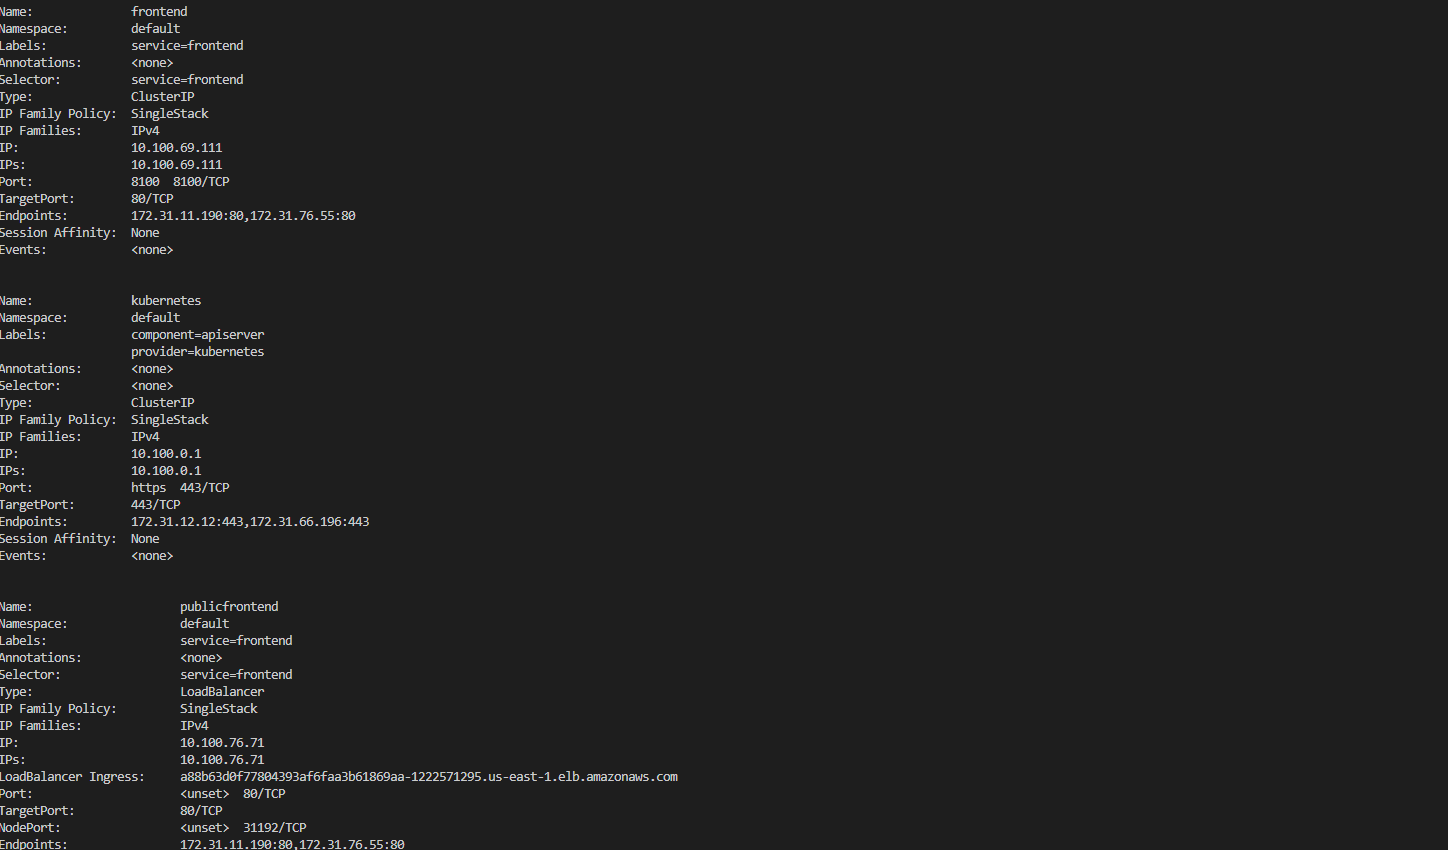 Name:              frontend
Namespace:         default
Labels:            service=frontend
Annotations:       <none>
Selector:          service=frontend
Type:              ClusterIP
IP Family Policy:  SingleStack
IP Families:       IPv4
IP:                10.100.69.111
IPs:               10.100.69.111
Port:              8100  8100/TCP
TargetPort:        80/TCP
Endpoints:         172.31.11.190:80,172.31.76.55:80
Session Affinity:  None
Events:            <none>
Name:              kubernetes
Namespace:         default
Labels:            component=apiserver
                   provider=kubernetes
Annotations:       <none>
Selector:          <none>
Type:              ClusterIP
IP Family Policy:  SingleStack
IP Families:       IPv4
IP:                10.100.0.1
IPs:               10.100.0.1
Port:              https  443/TCP
TargetPort:        443/TCP
Endpoints:         172.31.12.12:443,172.31.66.196:443
Session Affinity:  None
Events:            <none>
Name:                     publicfrontend
Namespace:                default
Labels:                   service=frontend
Annotations:              <none>
Selector:                 service=frontend
Type:                     LoadBalancer
IP Family Policy:         SingleStack
IP Families:              IPv4
IP:                       10.100.76.71
IPs:                      10.100.76.71
LoadBalancer Ingress:     a88b63d0f77804393af6faa3b61869aa-1222571295.us-east-1.elb.amazonaws.com
Port:                     <unset>  80/TCP
TargetPort:               80/TCP
NodePort:                 <unset>  31192/TCP
Endpoints:                172.31.11.190:80,172.31.76.55:80